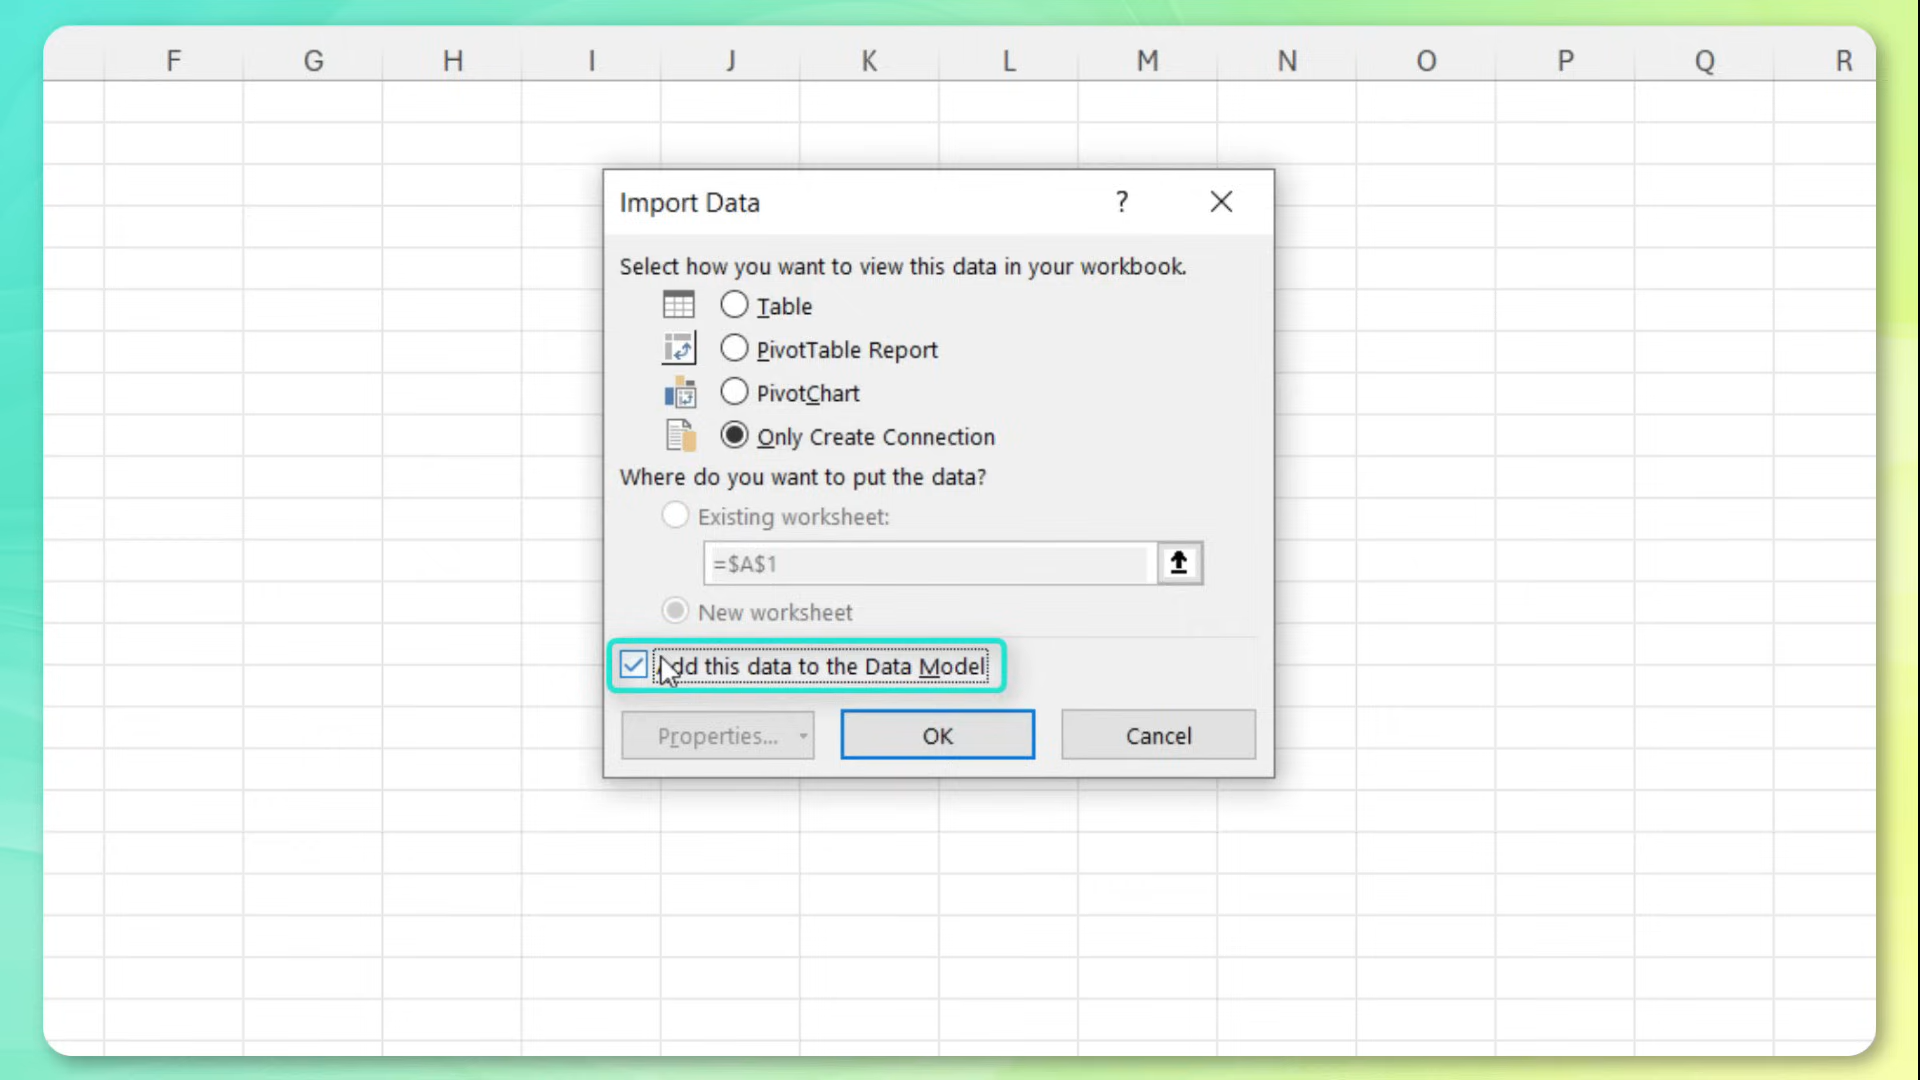 F G H I J K L M N O P Q R
Import Data ?
Select how you want to view this data in your workbook.
Table
PivotTable Report
PivotChart
Only Create Connection
Where do you want to put the data?
Existing worksheet:
=$A$1
New worksheet
Add this data to the Data Model
Properties... OK Cancel